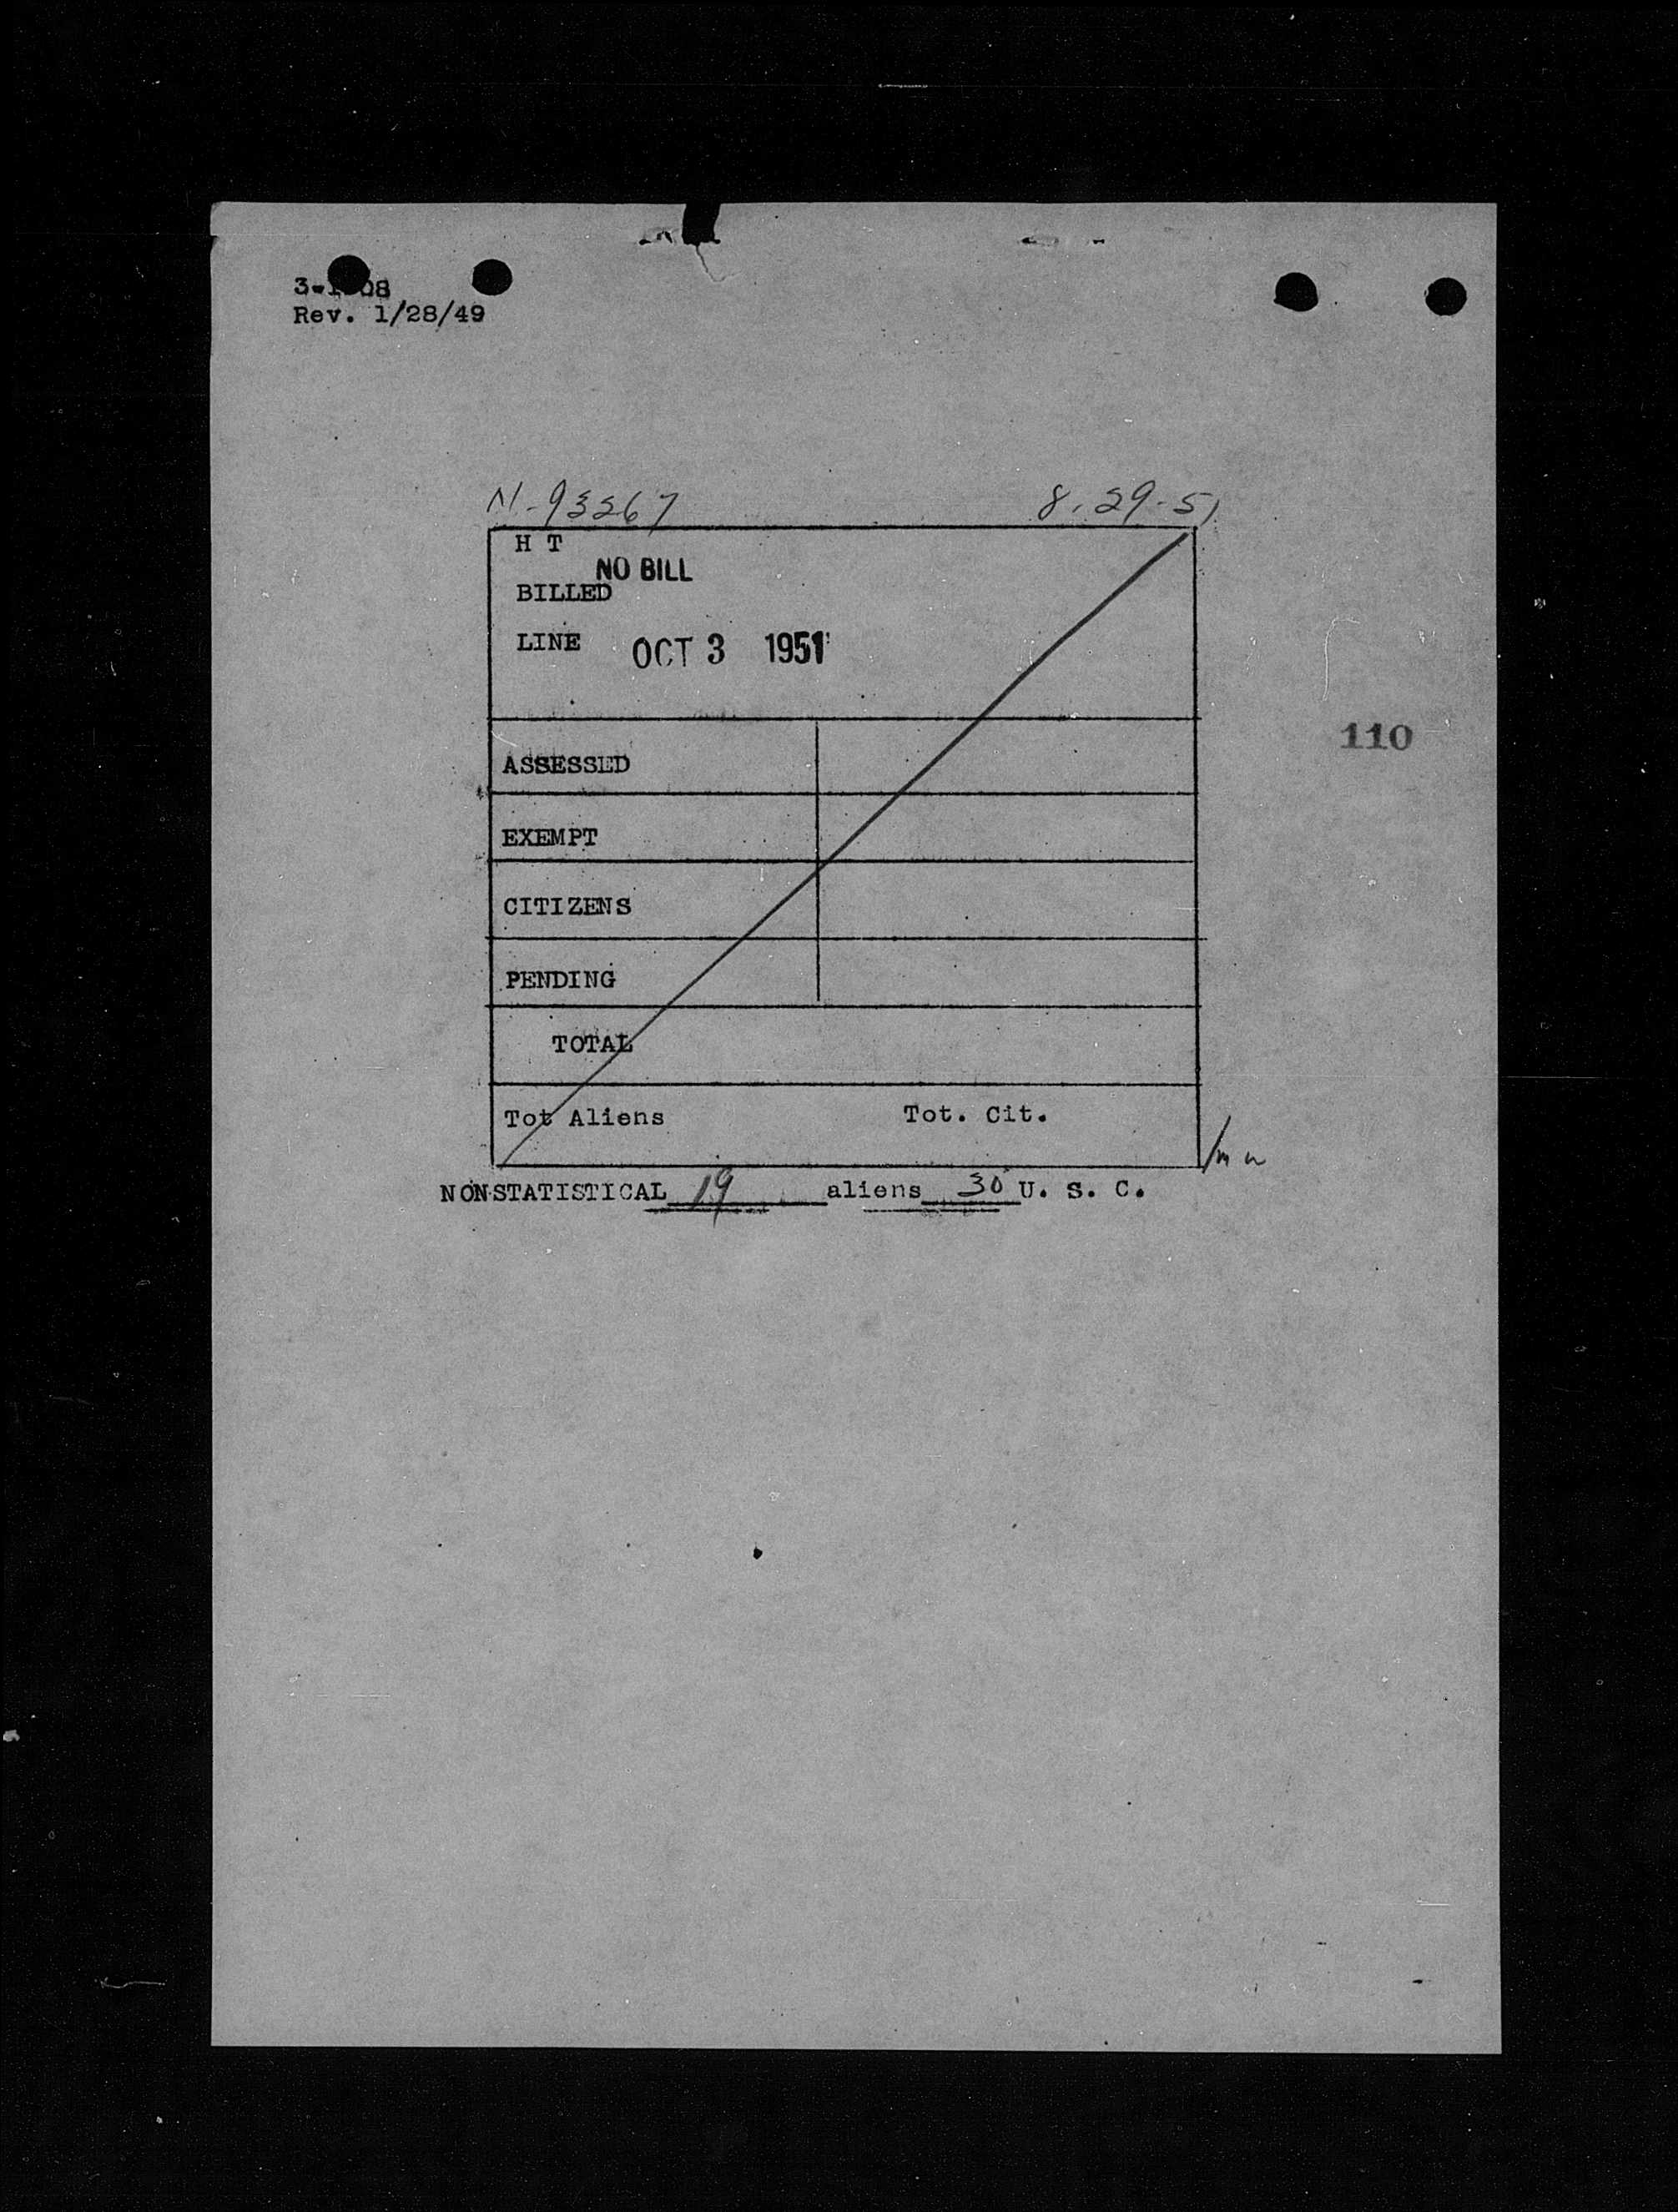 Rev. 1/28/49
N-93267 8.29-51
H T
NO BILL
BILLED
LINE OCT 3 1951
110
ASSESSED
EXEMPT
CITIZENS
PENDING
TOTAL
Tot Aliens Tot. Cit.
NONSTATISTICAL 19 aliens 30 U. S. C.